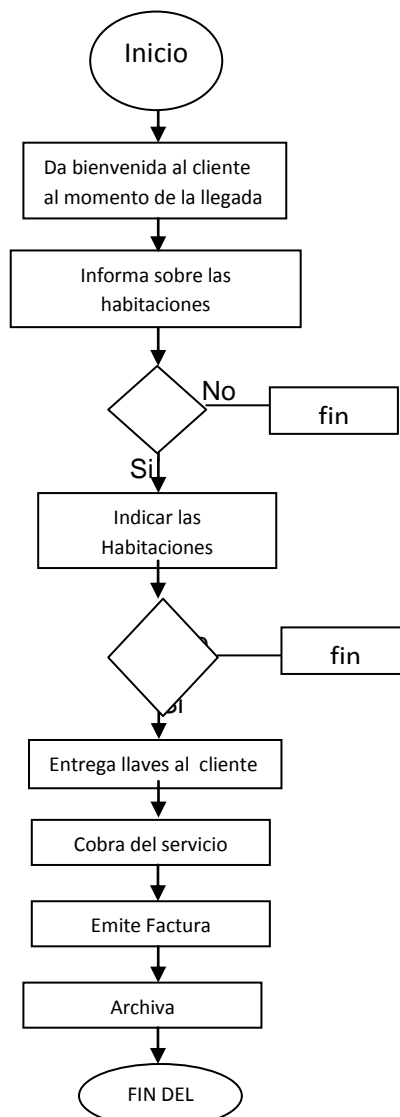 Inicio
Da bienvenida al cliente
al momento de la llegada
Informa sobre las
habitaciones
No
fin
Si
Indicar las
Habitaciones
fin
Entrega llaves al cliente
Cobra del servicio
Emite Factura
Archiva
FIN DEL